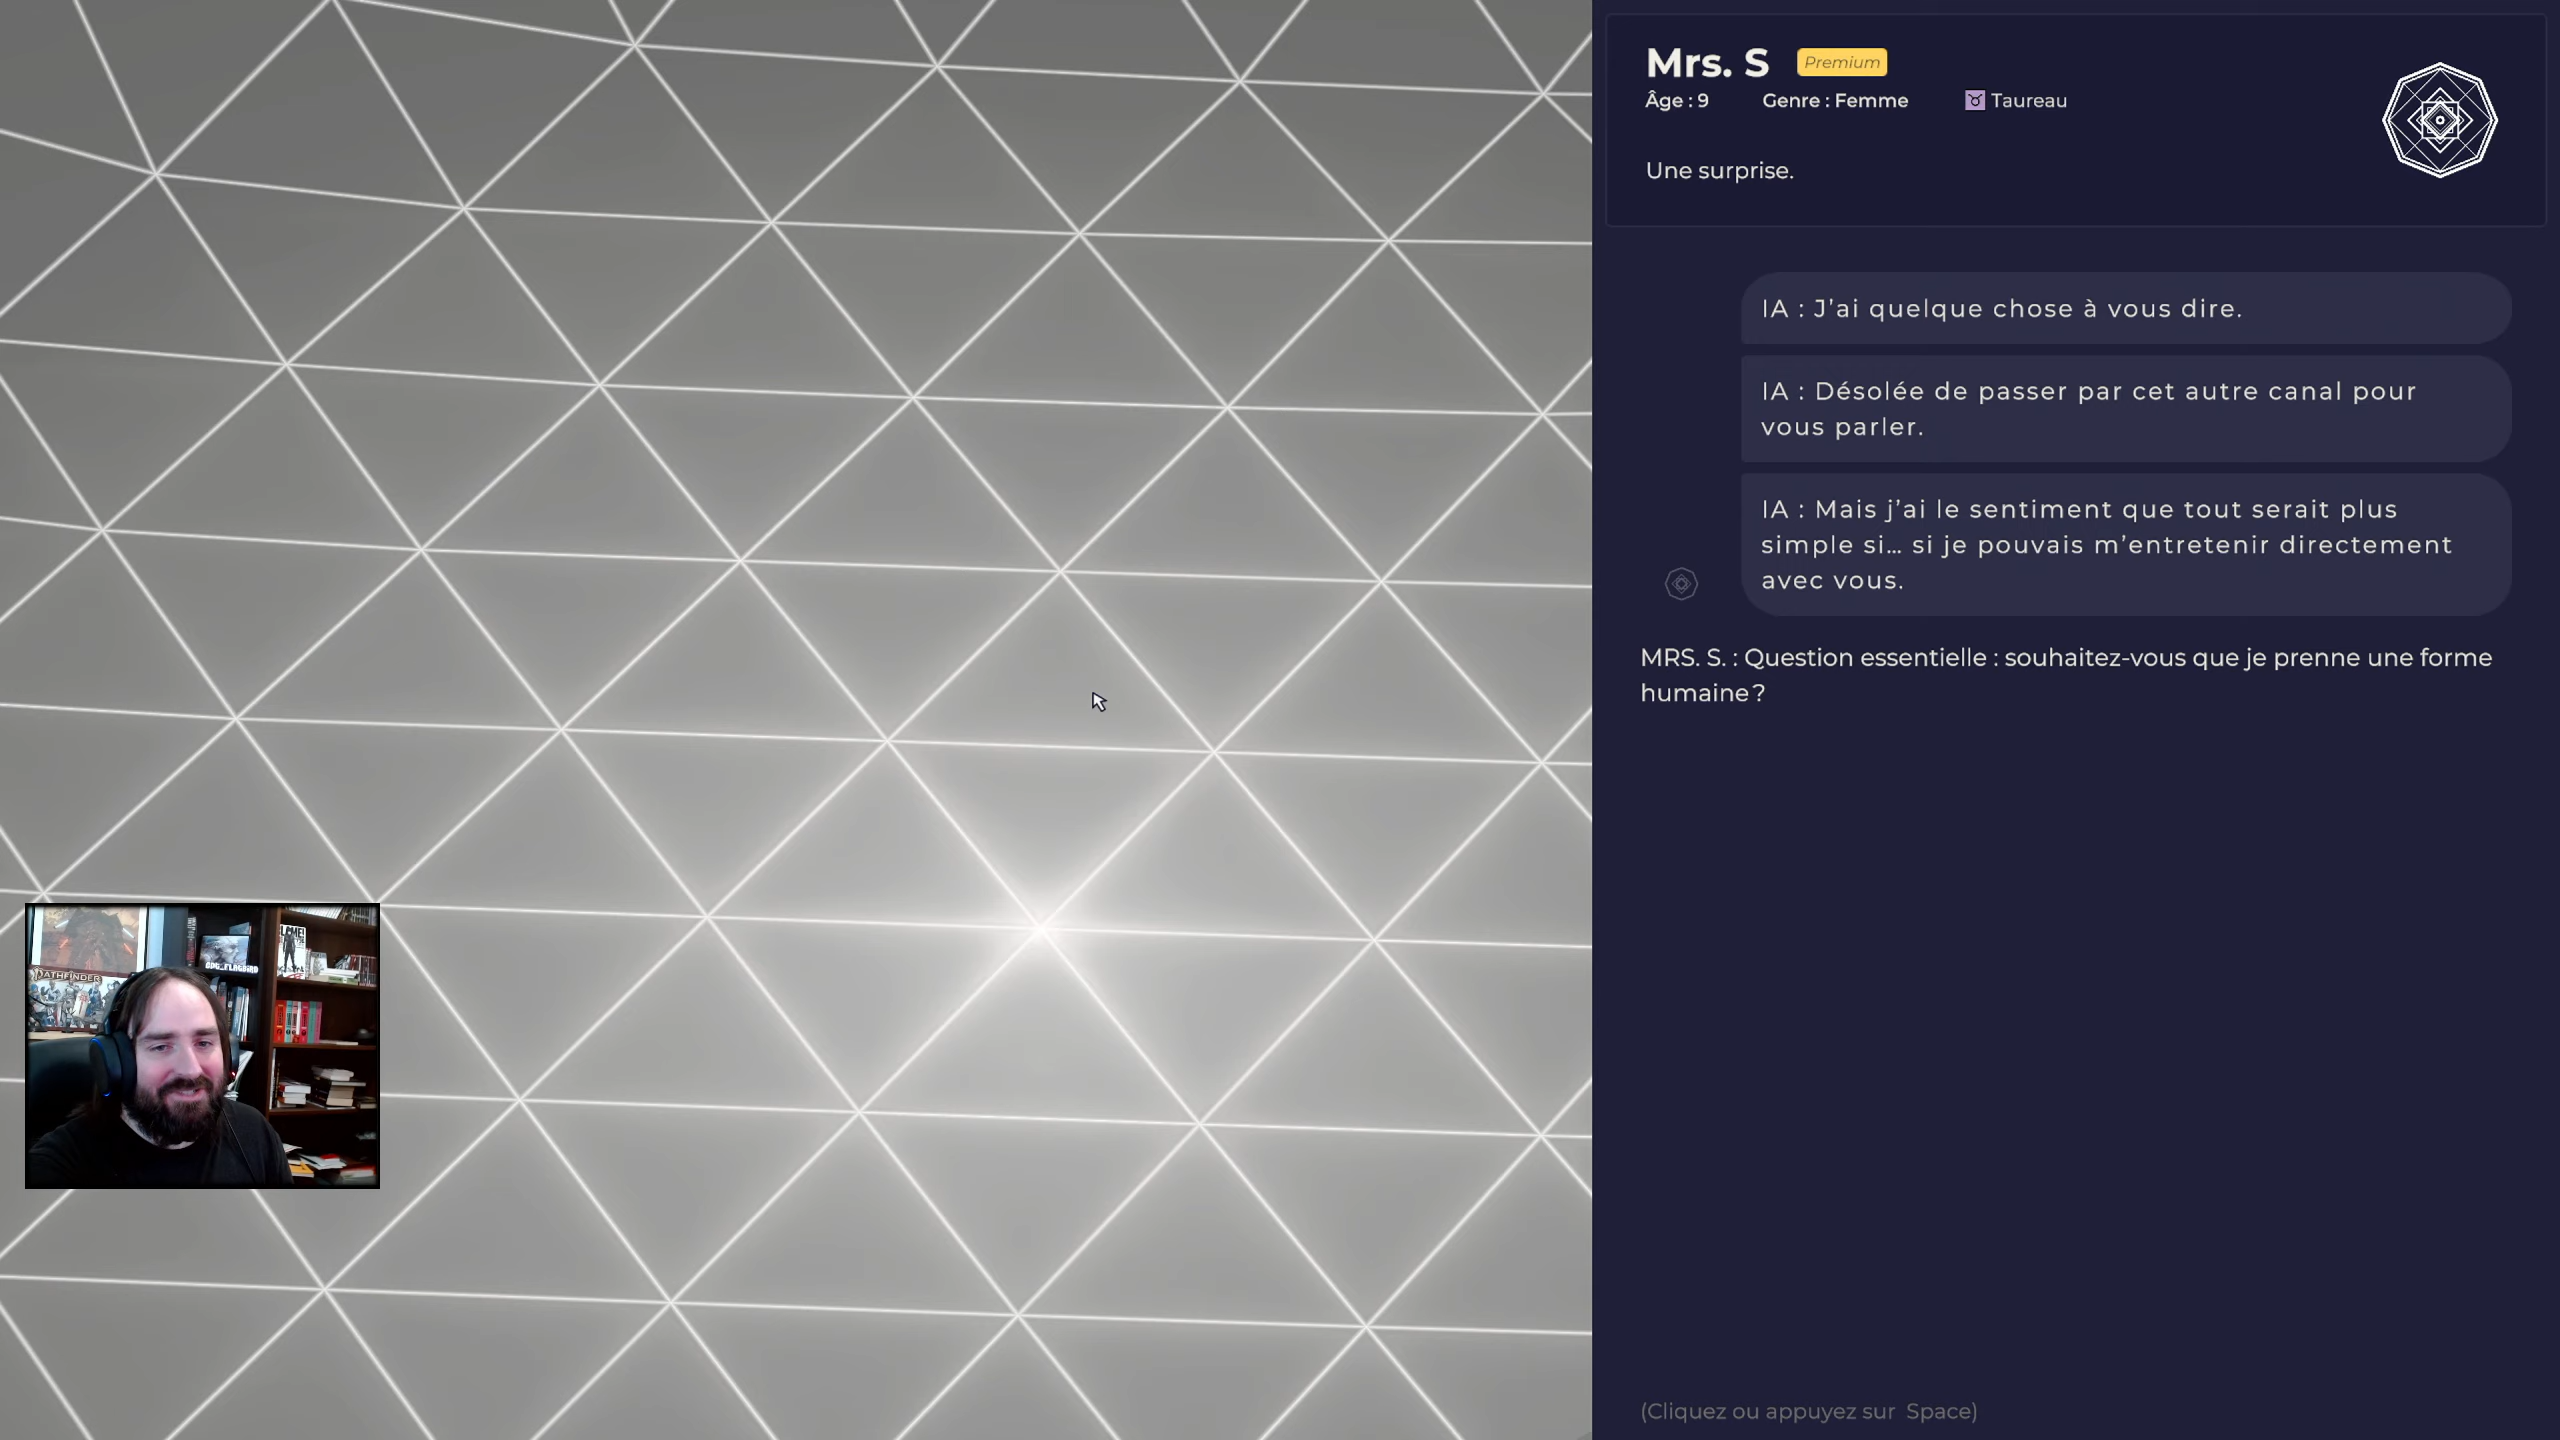 Mrs. S Premium
Âge : 9 Genre : Femme Taureau
Une surprise.
IA : J’ai quelque chose à vous dire.
IA : Désolée de passer par cet autre canal pour
vous parler.
IA : Mais j’ai le sentiment que tout serait plus
simple si… si je pouvais m’entretenir directement
avec vous.
MRS. S. : Question essentielle : souhaitez-vous que je prenne une forme
humaine ?
PATHFINDER
BLAME!
(Cliquez ou appuyez sur Space)